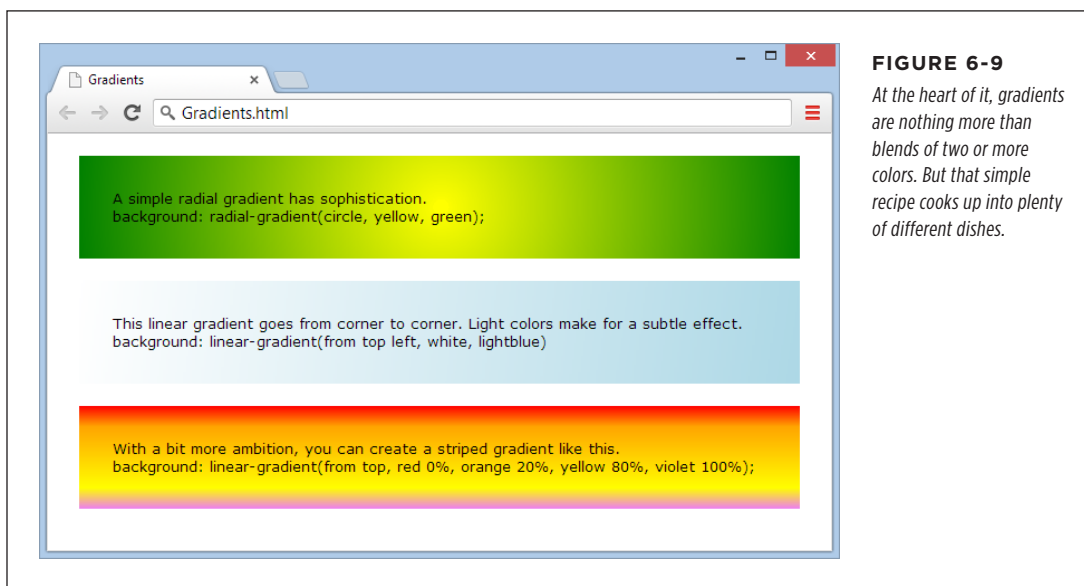 Gradients
Gradients.html
A simple radial gradient has sophistication.
background: radial-gradient(circle, yellow, green);
This linear gradient goes from corner to corner. Light colors make for a subtle effect.
background: linear-gradient(from top left, white, lightblue)
With a bit more ambition, you can create a striped gradient like this.
background: linear-gradient(from top, red 0%, orange 20%, yellow 80%, violet 100%);
FIGURE 6-9
At the heart of it, gradients
are nothing more than
blends of two or more
colors. But that simple
recipe cooks up into plenty
of different dishes.